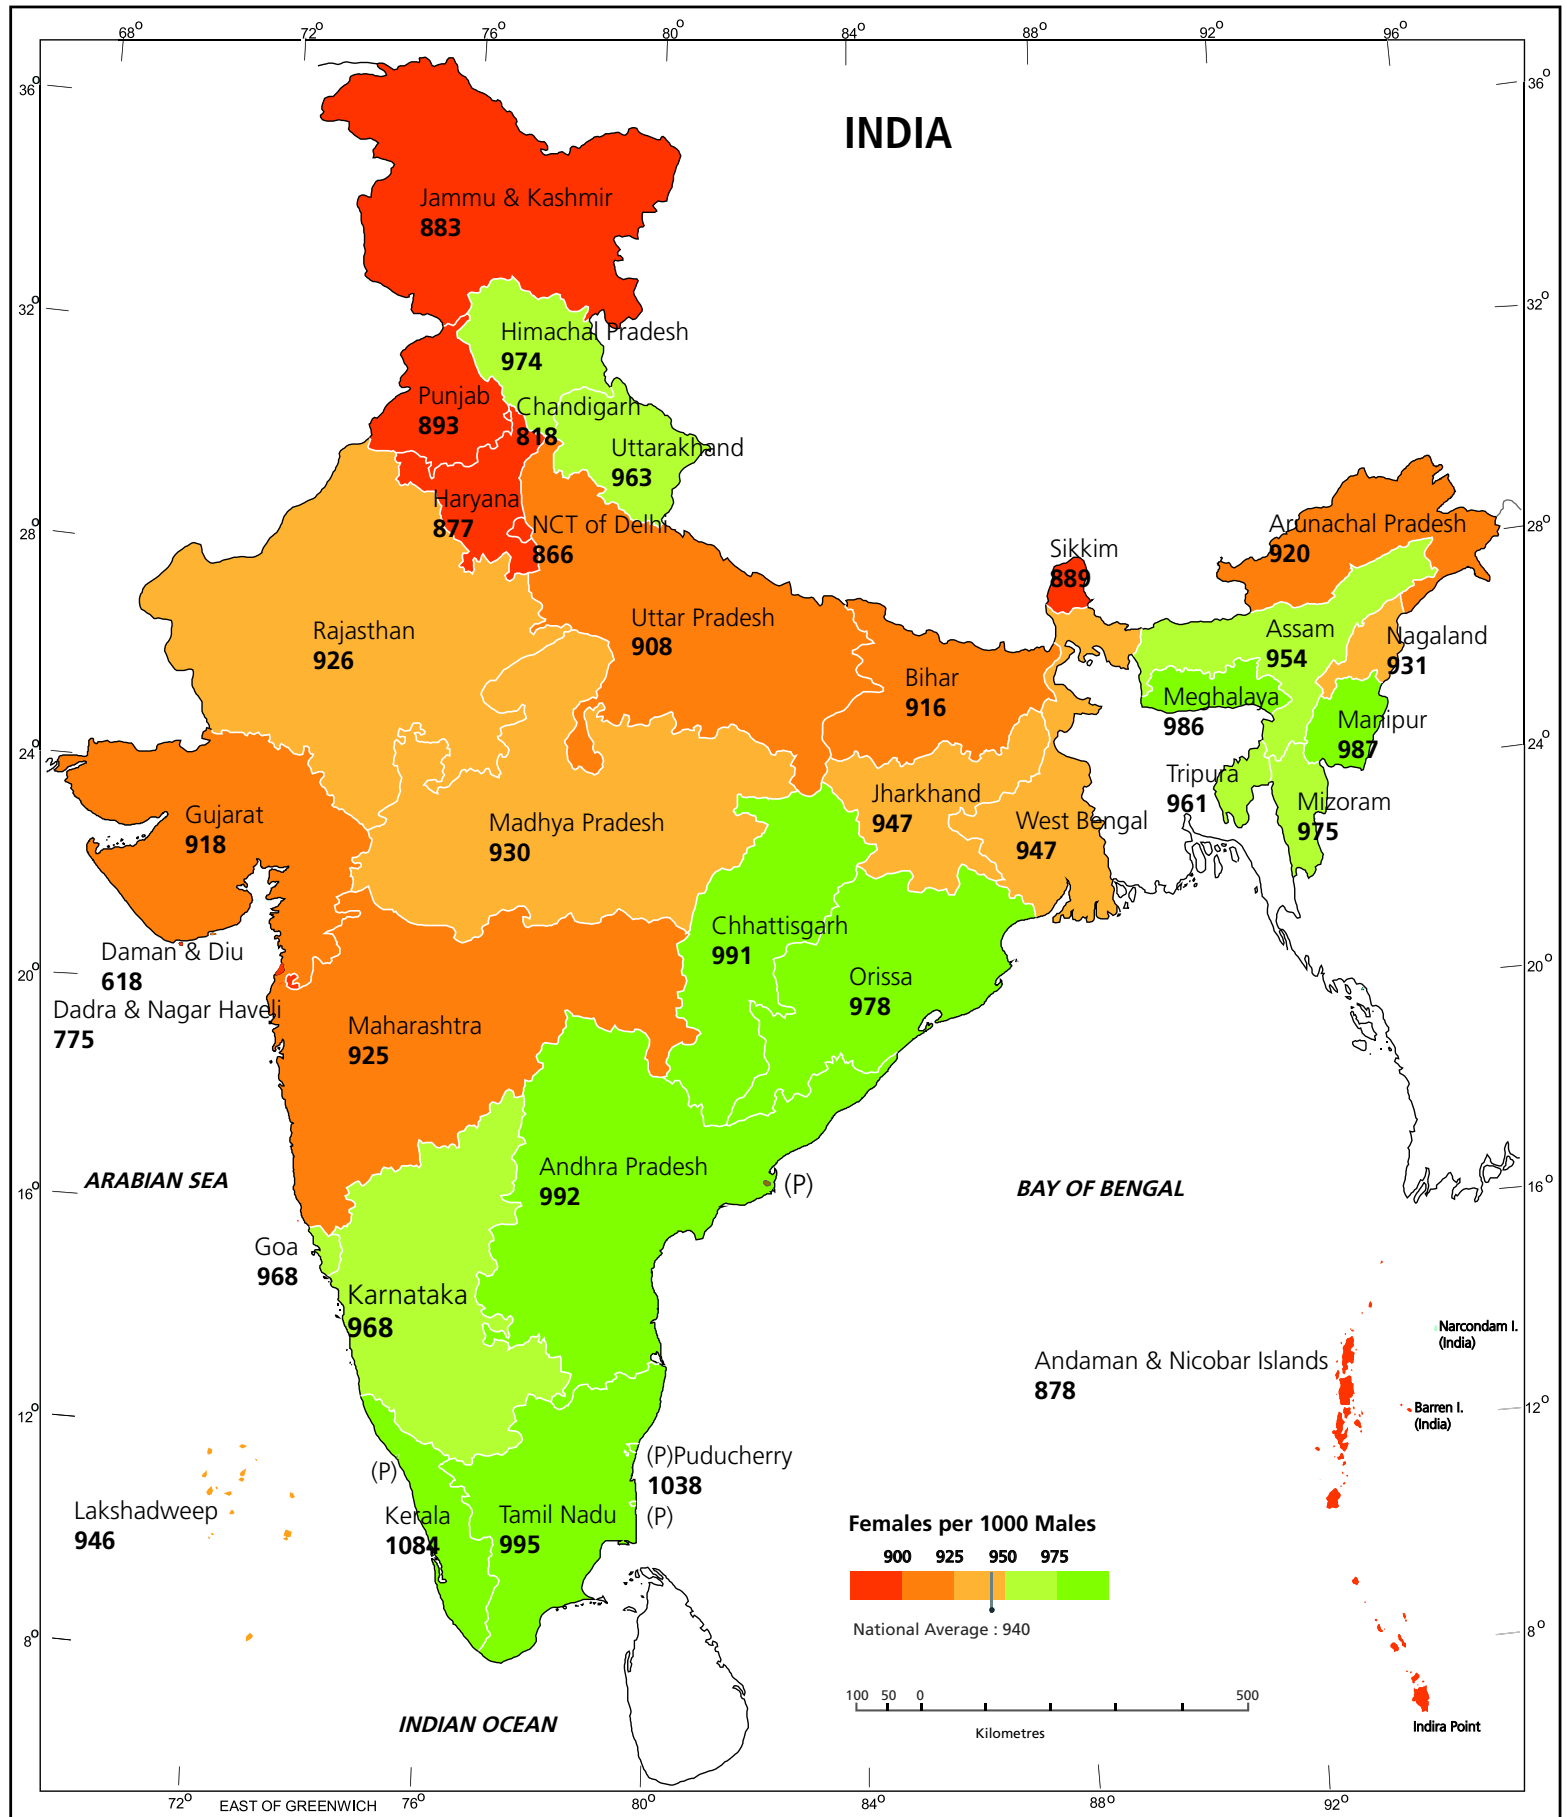 68°
72°
76°
80°
84°
88°
92°
96°
36°
36°
INDIA
Jammu & Kashmir
883
32°
32°
Himachal Pradesh
974
Punjab
893
Chandigarh
818
Uttarakhand
963
Haryana
877
28°
28°
NCT of Delhi
866
Arunachal Pradesh
920
Sikkim
889
Rajasthan
926
Uttar Pradesh
908
Assam
954
Nagaland
931
Bihar
916
Meghalaya
986
Manipur
987
24°
24°
Gujarat
918
Madhya Pradesh
930
Jharkhand
947
West Bengal
947
Tripura
961
Mizoram
975
Chhattisgarh
991
Orissa
978
Daman & Diu
618
20°
20°
Dadra & Nagar Haveli
775
Maharashtra
925
ARABIAN SEA
Andhra Pradesh
992
(P)
BAY OF BENGAL
16°
16°
Goa
968
Karnataka
968
Narcondam I.
(India)
Andaman & Nicobar Islands
878
12°
12°
Barren I.
(India)
(P)
(P)Puducherry
1038
(P)
Lakshadweep
946
Kerala
1084
Tamil Nadu
995
Females per 1000 Males
900 925 950 975
National Average : 940
8°
8°
100 50 0 500
Kilometres
INDIAN OCEAN
Indira Point
72°
EAST OF GREENWICH
76°
80°
84°
88°
92°